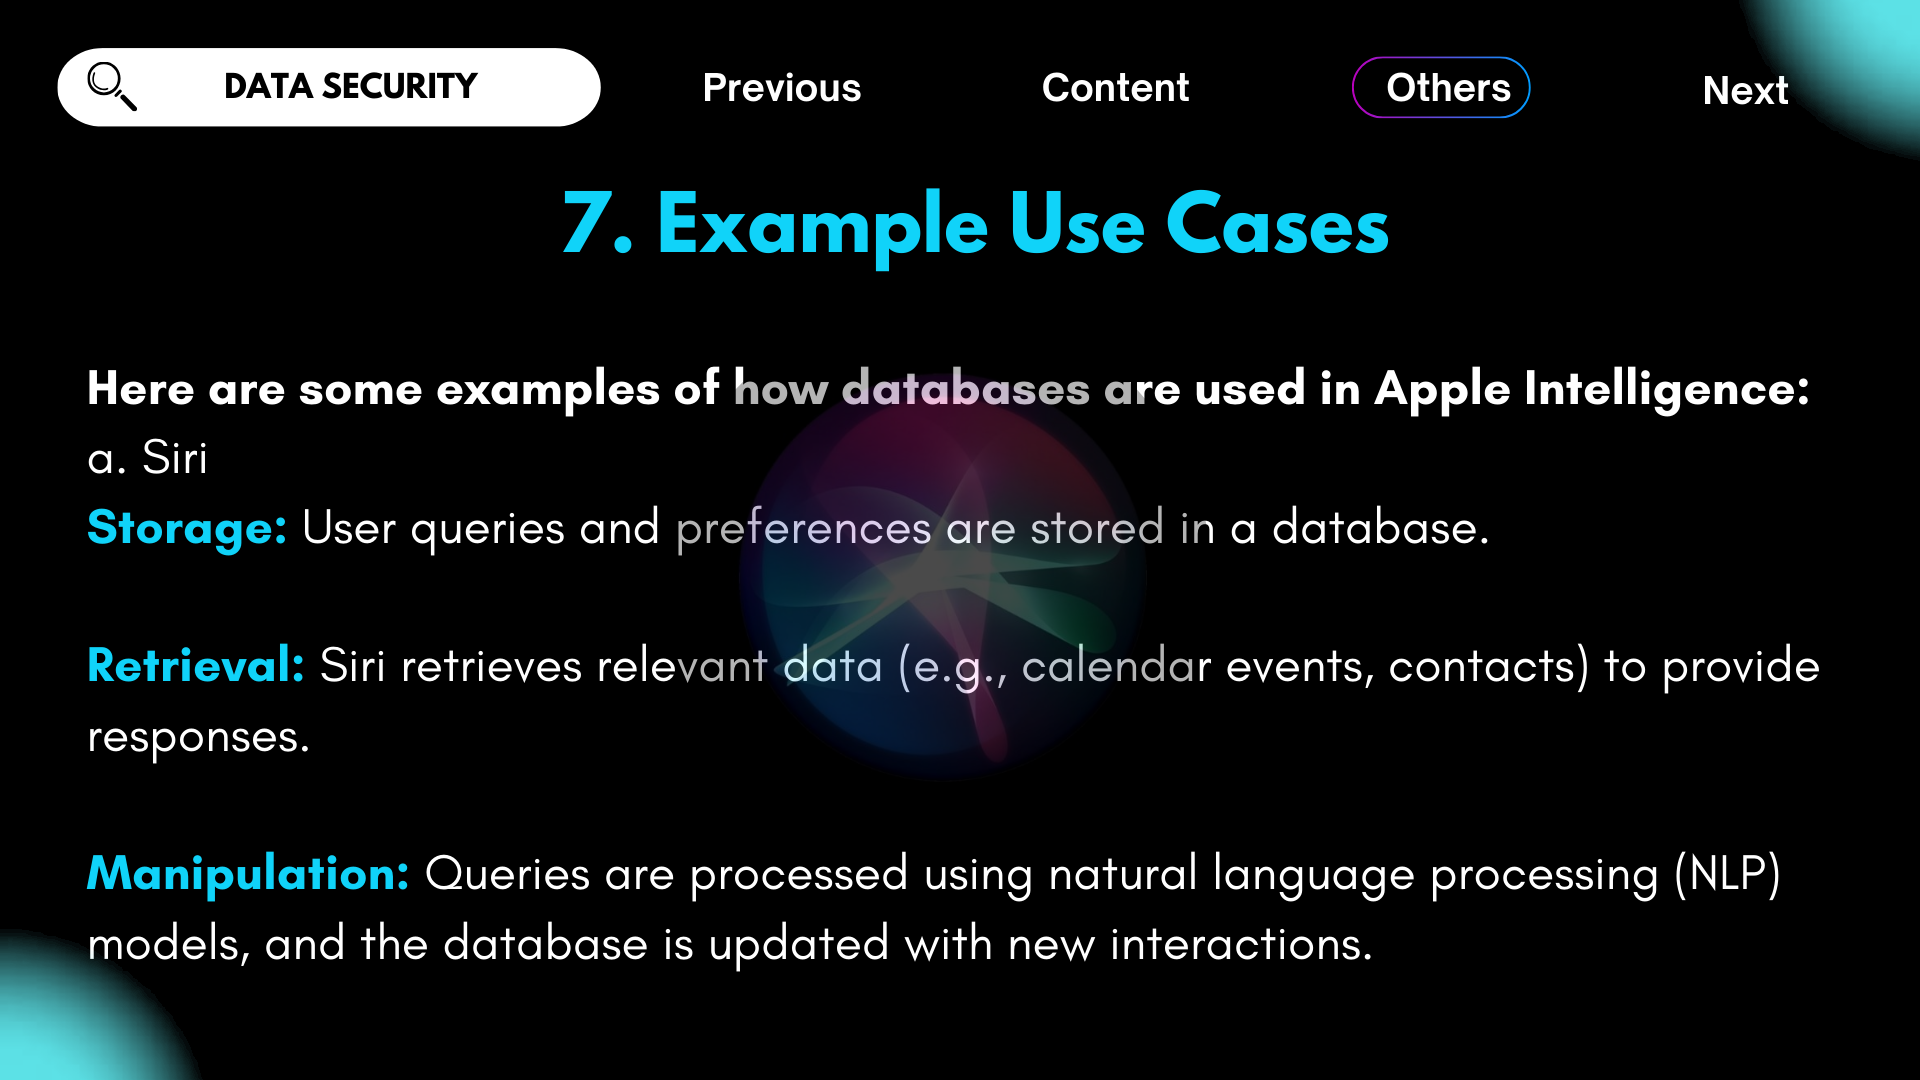 DATA SECURITY
Previous
Content
Others
Next
7. Example Use Cases
Here are some examples of how databases are used in Apple Intelligence:
a. Siri
Storage: User queries and preferences are stored in a database.
Retrieval: Siri retrieves relevant data (e.g., calendar events, contacts) to provide
responses.
Manipulation: Queries are processed using natural language processing (NLP)
models, and the database is updated with new interactions.